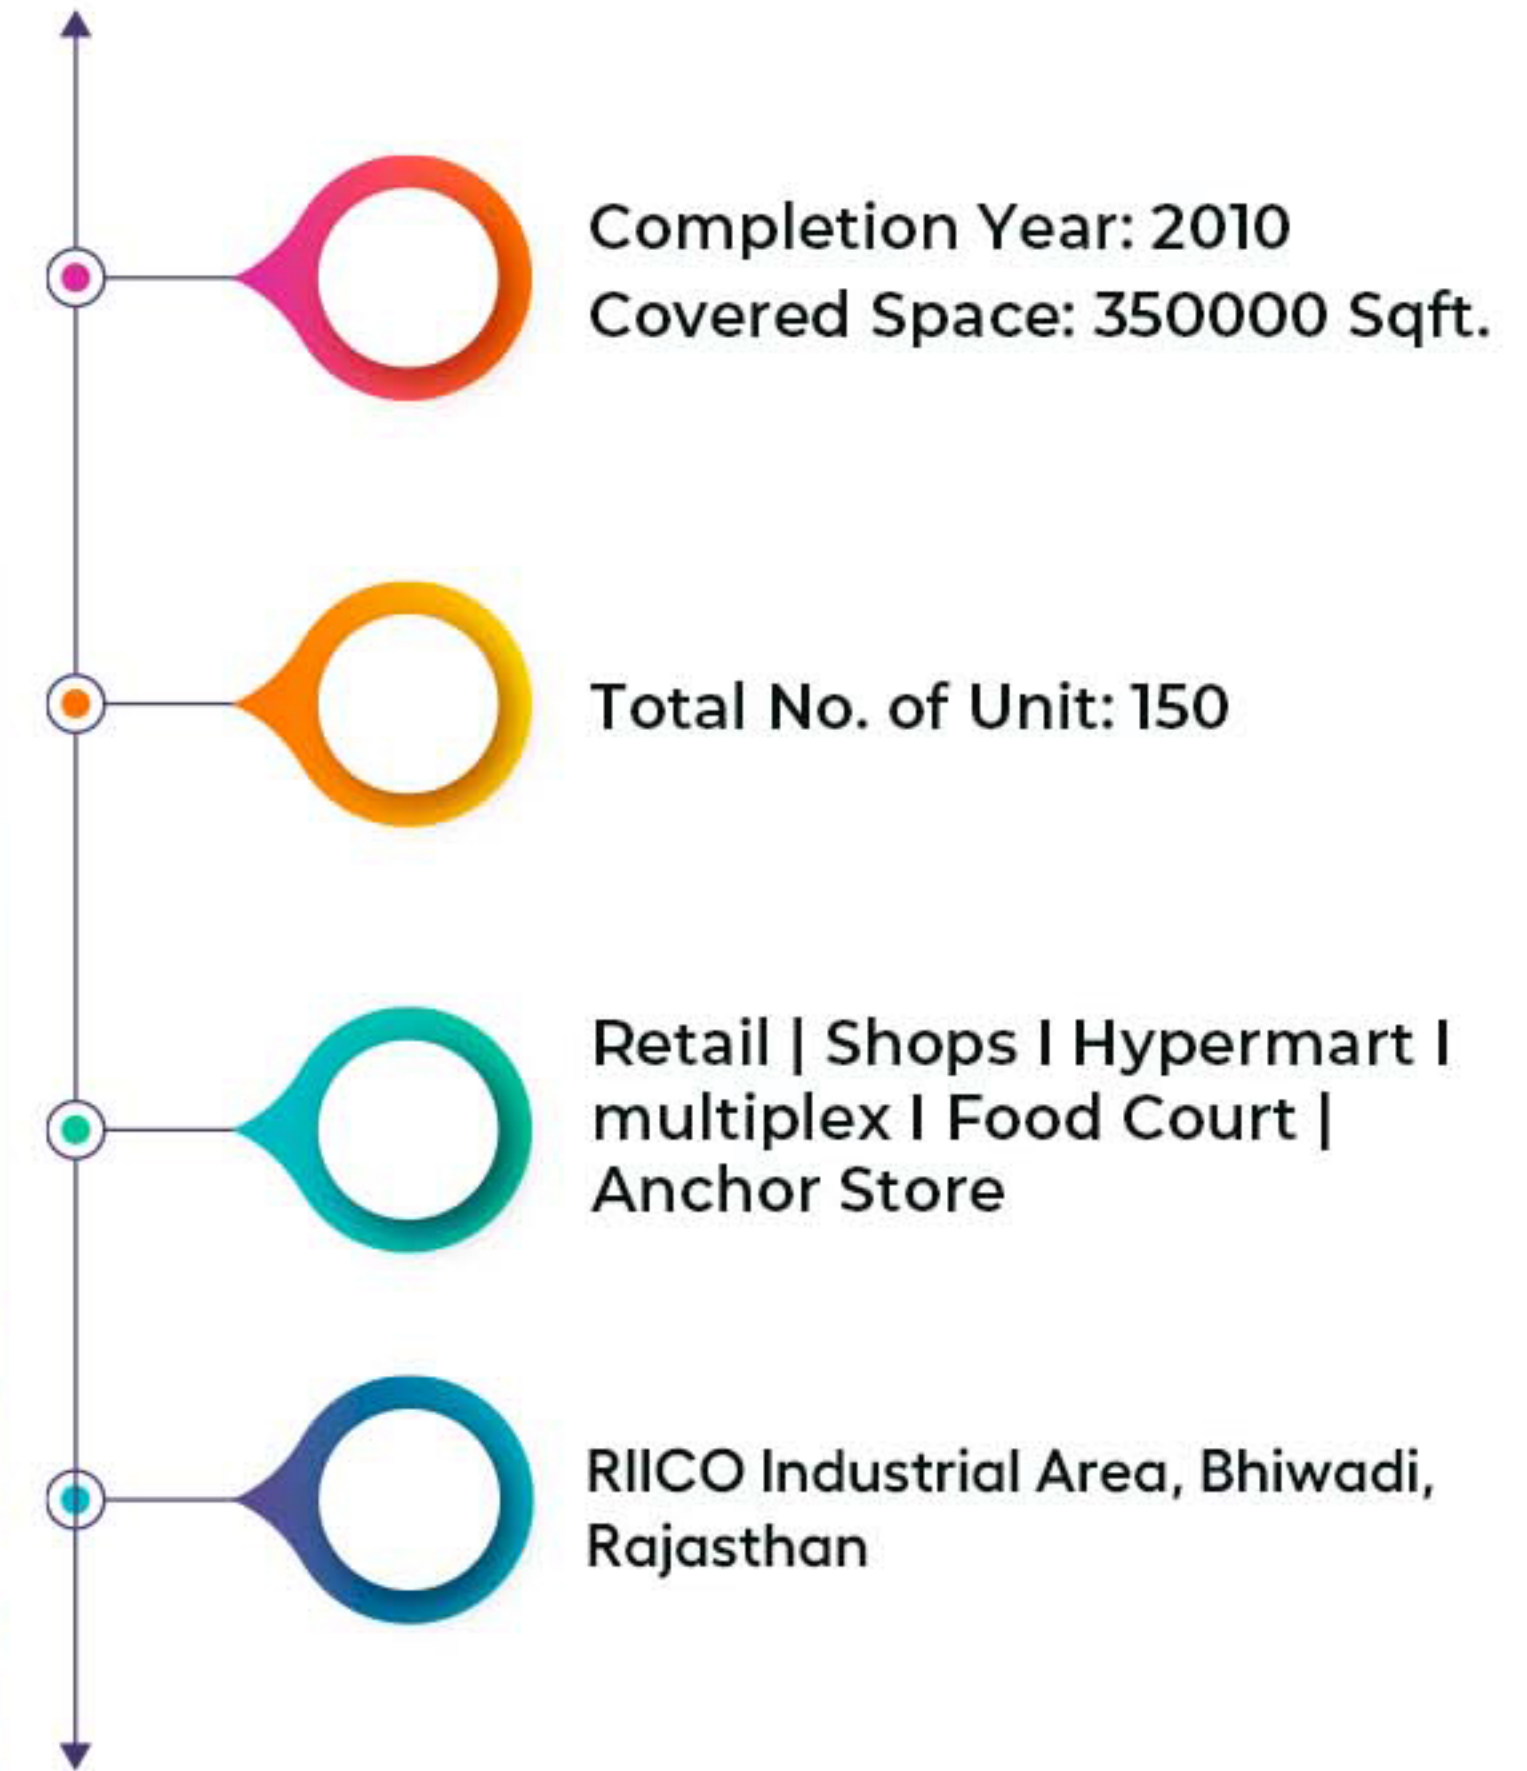 Completion Year: 2010
Covered Space: 350000 Sqft.
Total No. of Unit: 150
Retail | Shops I Hypermart I
multiplex I Food Court |
Anchor Store
RIICO Industrial Area, Bhiwadi,
Rajasthan